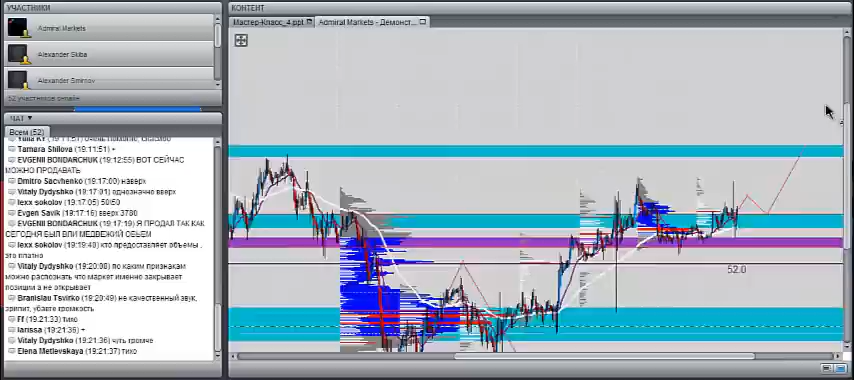 УЧАСТНИКИ
Admiral Markets
Alexander Skiba
Alexander Smirnov
52 участников онлайн
ЧАТ
Всем (52)
Tamara Shilova (19:11:51) +
EVGENII BONDARCHUK (19:12:55) ВОТ СЕЙЧАС
МОЖНО ПРОДАВАТЬ
Dmitro Savchenko (19:17:00) наверх
Vitaly Dydyshko (19:17:01) однозначно вверх
lexx sokolov (19:17:05) 50/50
Evgen Savik (19:17:16) вверх 3780
EVGENII BONDARCHUK (19:17:19) Я ПРОДАЛ ТАК КАК
СЕГОДНЯ БЫЛ ВПИ МЕДВЕЖИЙ ОБЬЕМ
lexx sokolov (19:19:49) кто предоставляет объемы .
это платно
Vitaly Dydyshko (19:20:08) по каким признакам
можно распознать что маркет именно закрывает
позиции а не открывает
Branislau Tsvirko (19:20:49) не качественный звук,
хрипит, убавте громкость
Ff (19:21:33) тихо
larissa (19:21:36) +
Vitaly Dydyshko (19:21:36) чуть громче
Elena Metlevskaya (19:21:37) тихо
КОНТЕНТ
Мастер-Класс_4.ppt
Admiral Markets - Демонст...
52.0